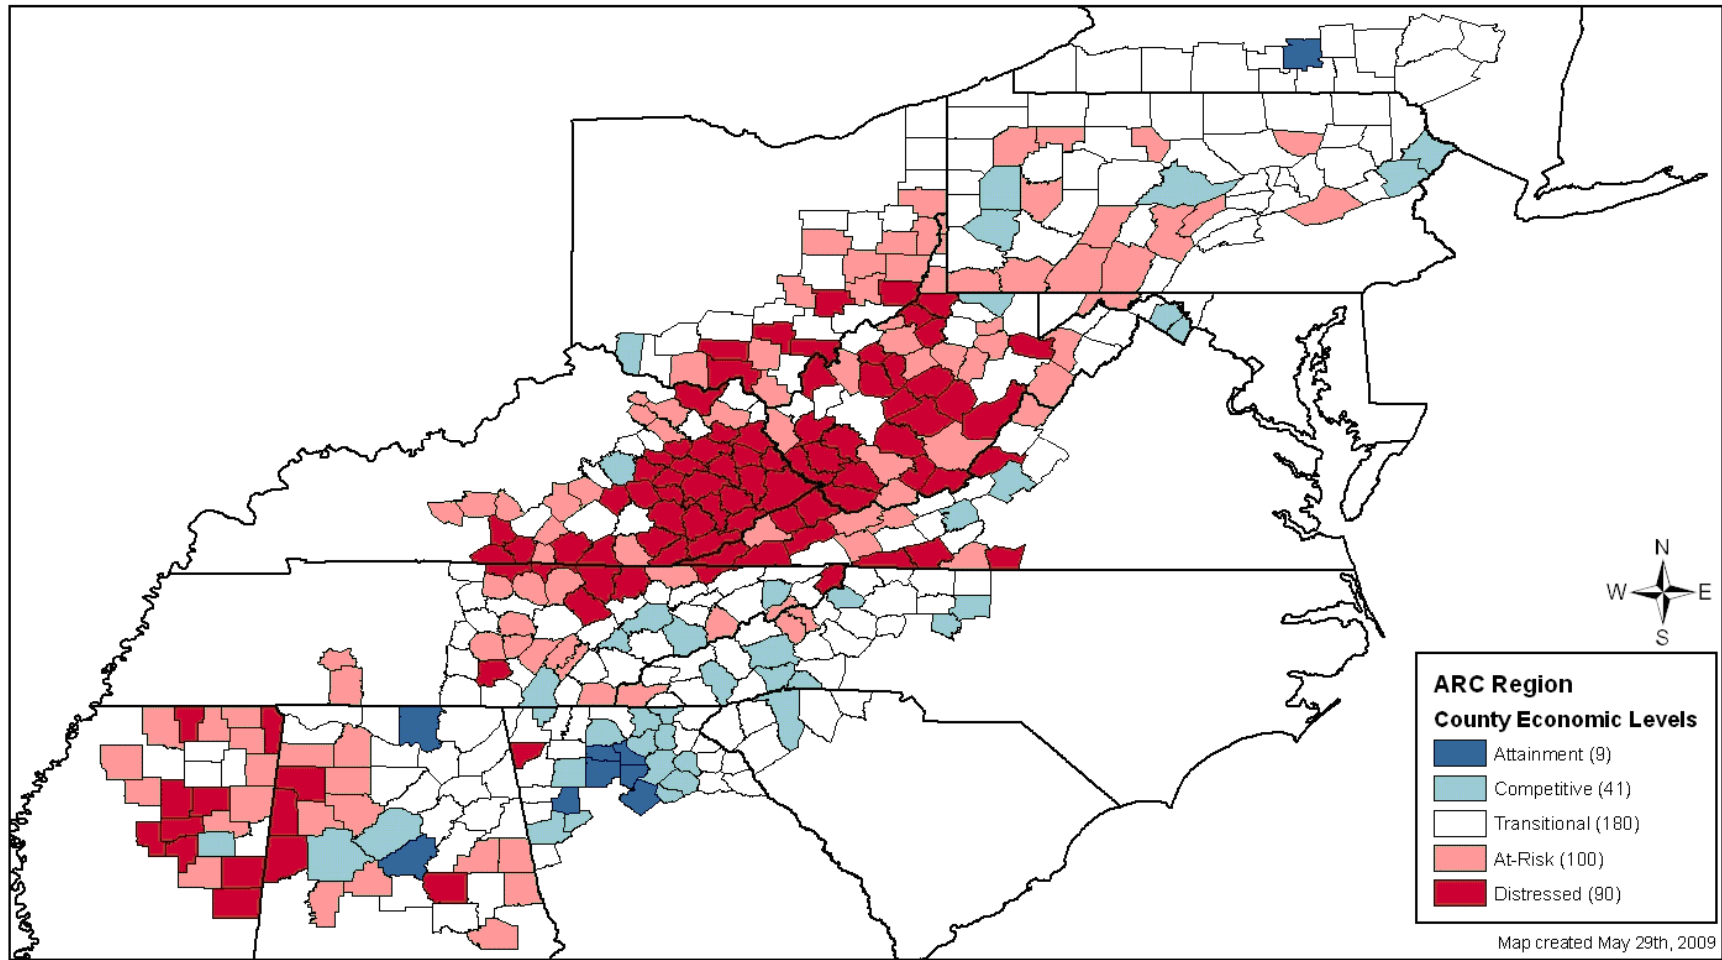 N
W E
S
ARC Region
County Economic Levels
Attainment (9)
Competitive (41)
Transitional (180)
At-Risk (100)
Distressed (90)
Map created May 29th, 2009